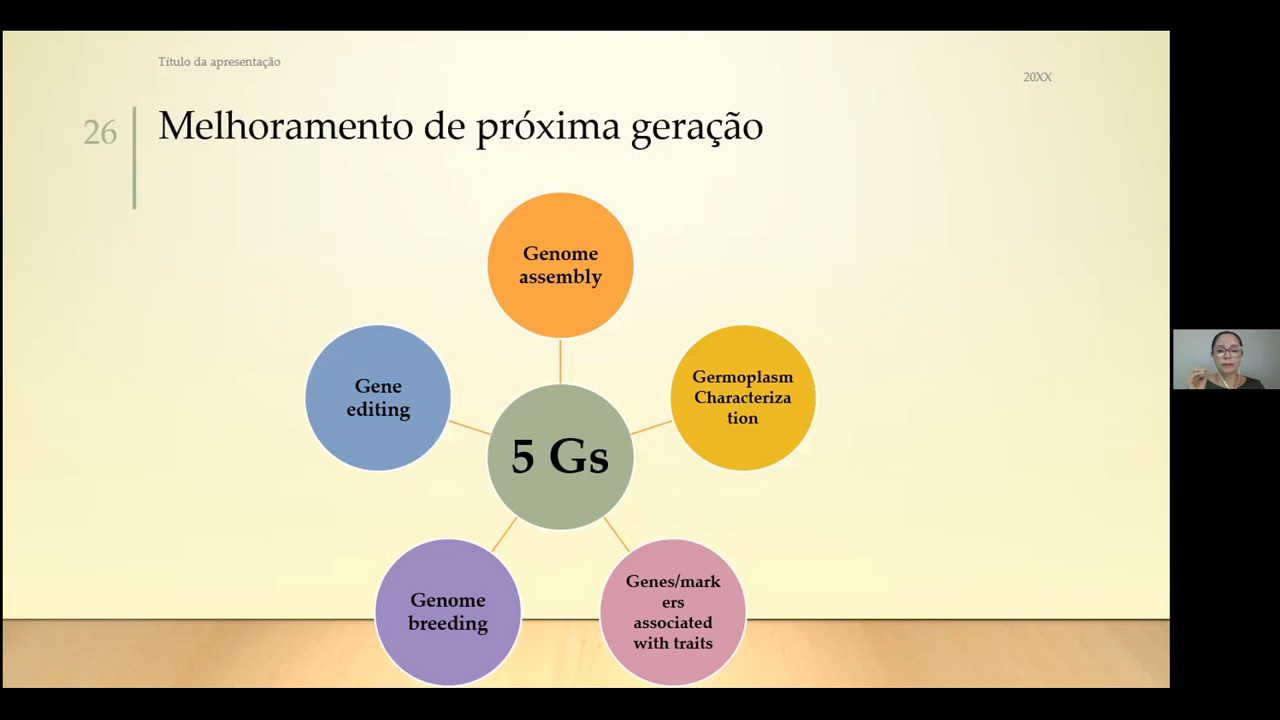 Título da apresentação
20XX
26
Melhoramento de próxima geração
Genome
assembly
Germoplasm
Characteriza
tion
Gene
editing
5 Gs
Genes/mark
ers
associated
with traits
Genome
breeding